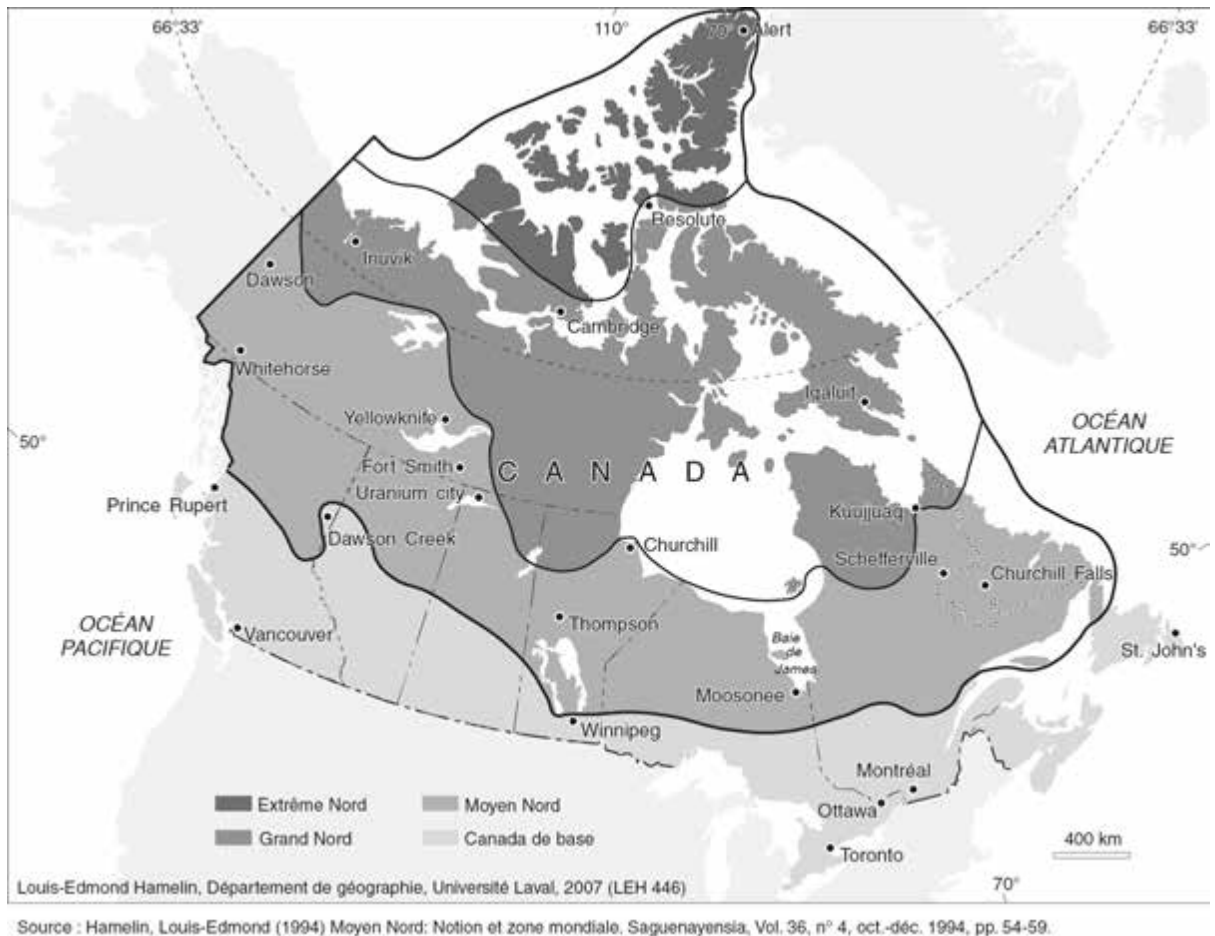 66°33'
110°
66°33'
70°
Alert
Resolute
Inuvik
Dawson
Cambridge
Whitehorse
Iqaluit
Yellowknife
OCÉAN
ATLANTIQUE
50°
Fort Smith
CANADA
Uranium city
Prince Rupert
Kuujjuaq
Dawson Creek
Churchill
50°
Schefferville
Churchill Falls
OCÉAN
PACIFIQUE
Vancouver
Thompson
Baie
de
James
St. John's
Moosonee
Winnipeg
Montréal
Extrême Nord
Moyen Nord
Ottawa
Grand Nord
Canada de base
400 km
Toronto
Louis-Edmond Hamelin, Département de géographie, Université Laval, 2007 (LEH 446)
70°
Source : Hamelin, Louis-Edmond (1994) Moyen Nord: Notion et zone mondiale, Saguenayensia, Vol. 36, n° 4, oct.-déc. 1994, pp. 54-59.